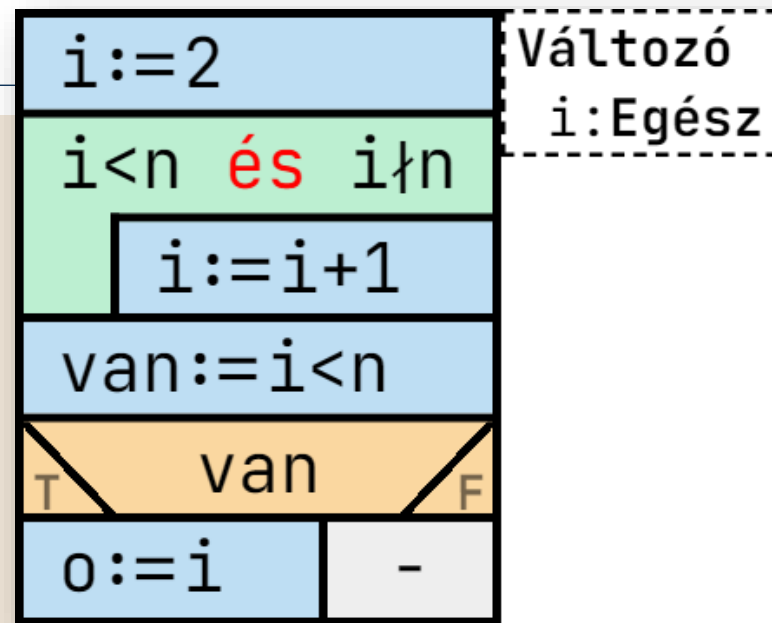 i:=2
Változó
i:Egész
i<n és i∤n
i:=i+1
van:=i<n
T van F
o:=i -